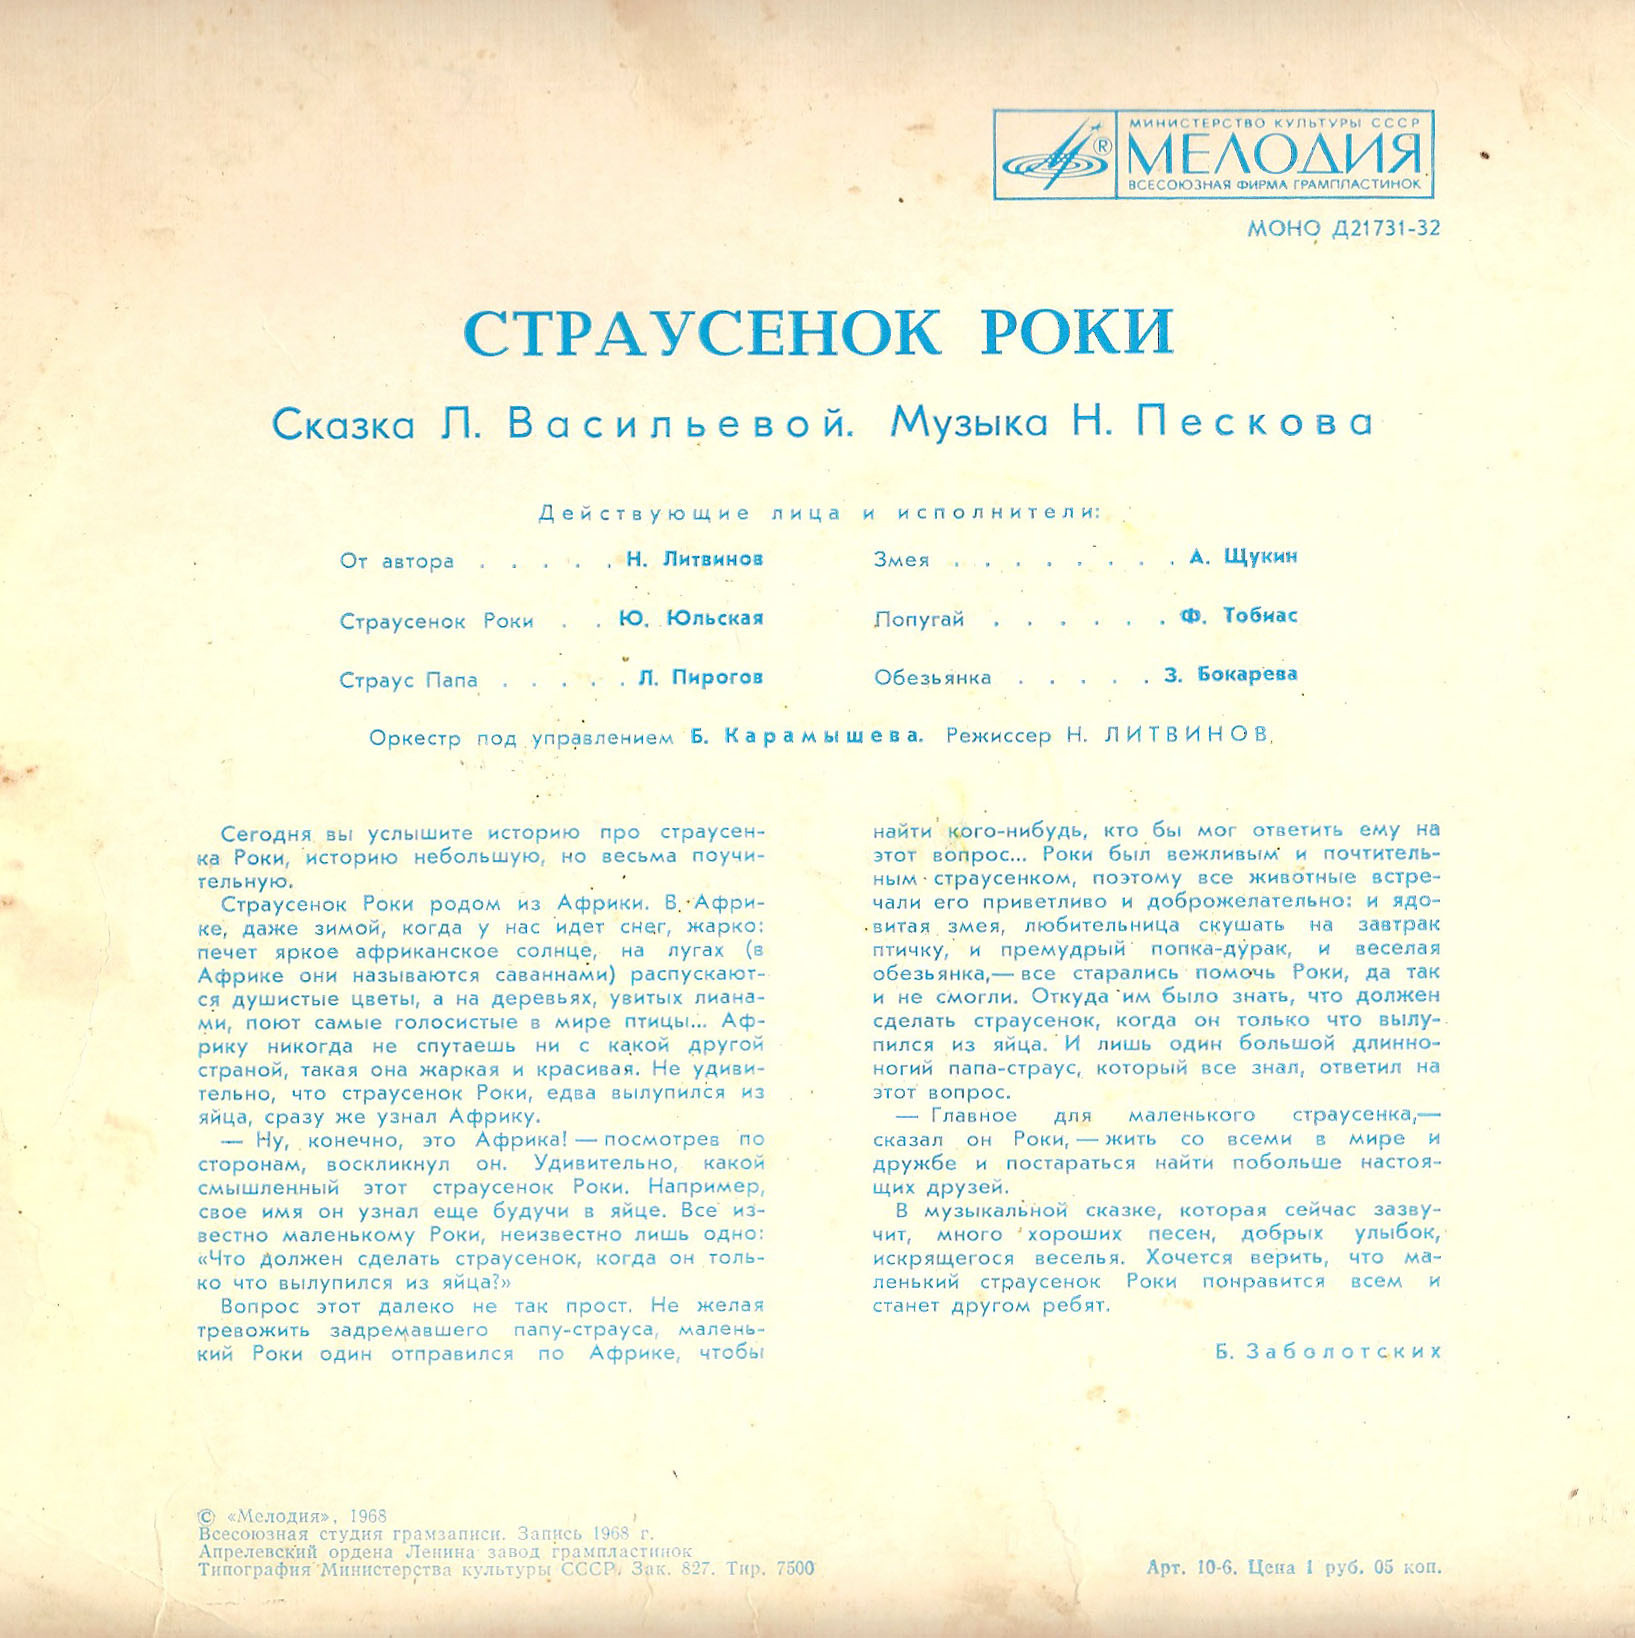 МИНИСТЕРСТВО КУЛЬТУРЫ СССР
МЕЛОДИЯ
ВСЕСОЮЗНАЯ ФИРМА ГРАМПЛАСТИНОК
МОНО Д21731-32
СТРАУСЕНОК РОКИ
Сказка Л. Васильевой. Музыка Н. Пескова
Действующие лица и исполнители:
От автора . . . . . Н. Литвинов
Страусенок Роки . . Ю. Юльская
Страус Папа . . . . . Л. Пирогов
Змея . . . . . . . . А. Щукин
Попугай . . . . . . Ф. Тобиас
Обезьянка . . . . . З. Бокарева
Оркестр под управлением Б. Карамышева. Режиссер Н. ЛИТВИНОВ.
Сегодня вы услышите историю про страусен-
ка Роки, историю небольшую, но весьма поучи-
тельную.
Страусенок Роки родом из Африки. В Афри-
ке, даже зимой, когда у нас идет снег, жарко:
печет яркое африканское солнце, на лугах (в
Африке они называются саваннами) распускают-
ся душистые цветы, а на деревьях, увитых лиана-
ми, поют самые голосистые в мире птицы... Аф-
рику никогда не спутаешь ни с какой другой
страной, такая она жаркая и красивая. Не удиви-
тельно, что страусенок Роки, едва вылупился из
яйца, сразу же узнал Африку.
— Ну, конечно, это Африка! — посмотрев по
сторонам, воскликнул он. Удивительно, какой
смышленный этот страусенок Роки. Например,
свое имя он узнал еще будучи в яйце. Все из-
вестно маленькому Роки, неизвестно лишь одно:
«Что должен сделать страусенок, когда он толь-
ко что вылупился из яйца?»
Вопрос этот далеко не так прост. Не желая
тревожить задремавшего папу-страуса, малень-
кий Роки один отправился по Африке, чтобы
найти кого-нибудь, кто бы мог ответить ему на
этот вопрос... Роки был вежливым и почтитель-
ным страусенком, поэтому все животные встре-
чали его приветливо и доброжелательно: и ядо-
витая змея, любительница скушать на завтрак
птичку, и премудрый попка-дурак, и веселая
обезьянка,— все старались помочь Роки, да так
и не смогли. Откуда им было знать, что должен
сделать страусенок, когда он только что вылу-
пился из яйца. И лишь один большой длинно-
ногий папа-страус, который все знал, ответил на
этот вопрос.
— Главное для маленького страусенка,—
сказал он Роки, — жить со всеми в мире и
дружбе и постараться найти побольше настоя-
щих друзей.
В музыкальной сказке, которая сейчас зазву-
чит, много хороших песен, добрых улыбок,
искрящегося веселья. Хочется верить, что ма-
ленький страусенок Роки понравится всем и
станет другом ребят.
Б. Заболотских
© «Мелодия», 1968
Всесоюзная студия грамзаписи. Запись 1968 г.
Апрелевский ордена Ленина завод грампластинок
Типография Министерства культуры СССР. Зак. 827. Тир. 7500
Арт. 10-6. Цена 1 руб. 05 коп.